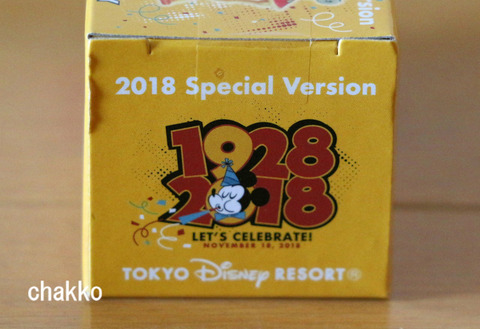 2018 Special Version
1928
2018
LET'S CELEBRATE!
NOVEMBER 18, 2018
TOKYO Disney RESORT
chakko